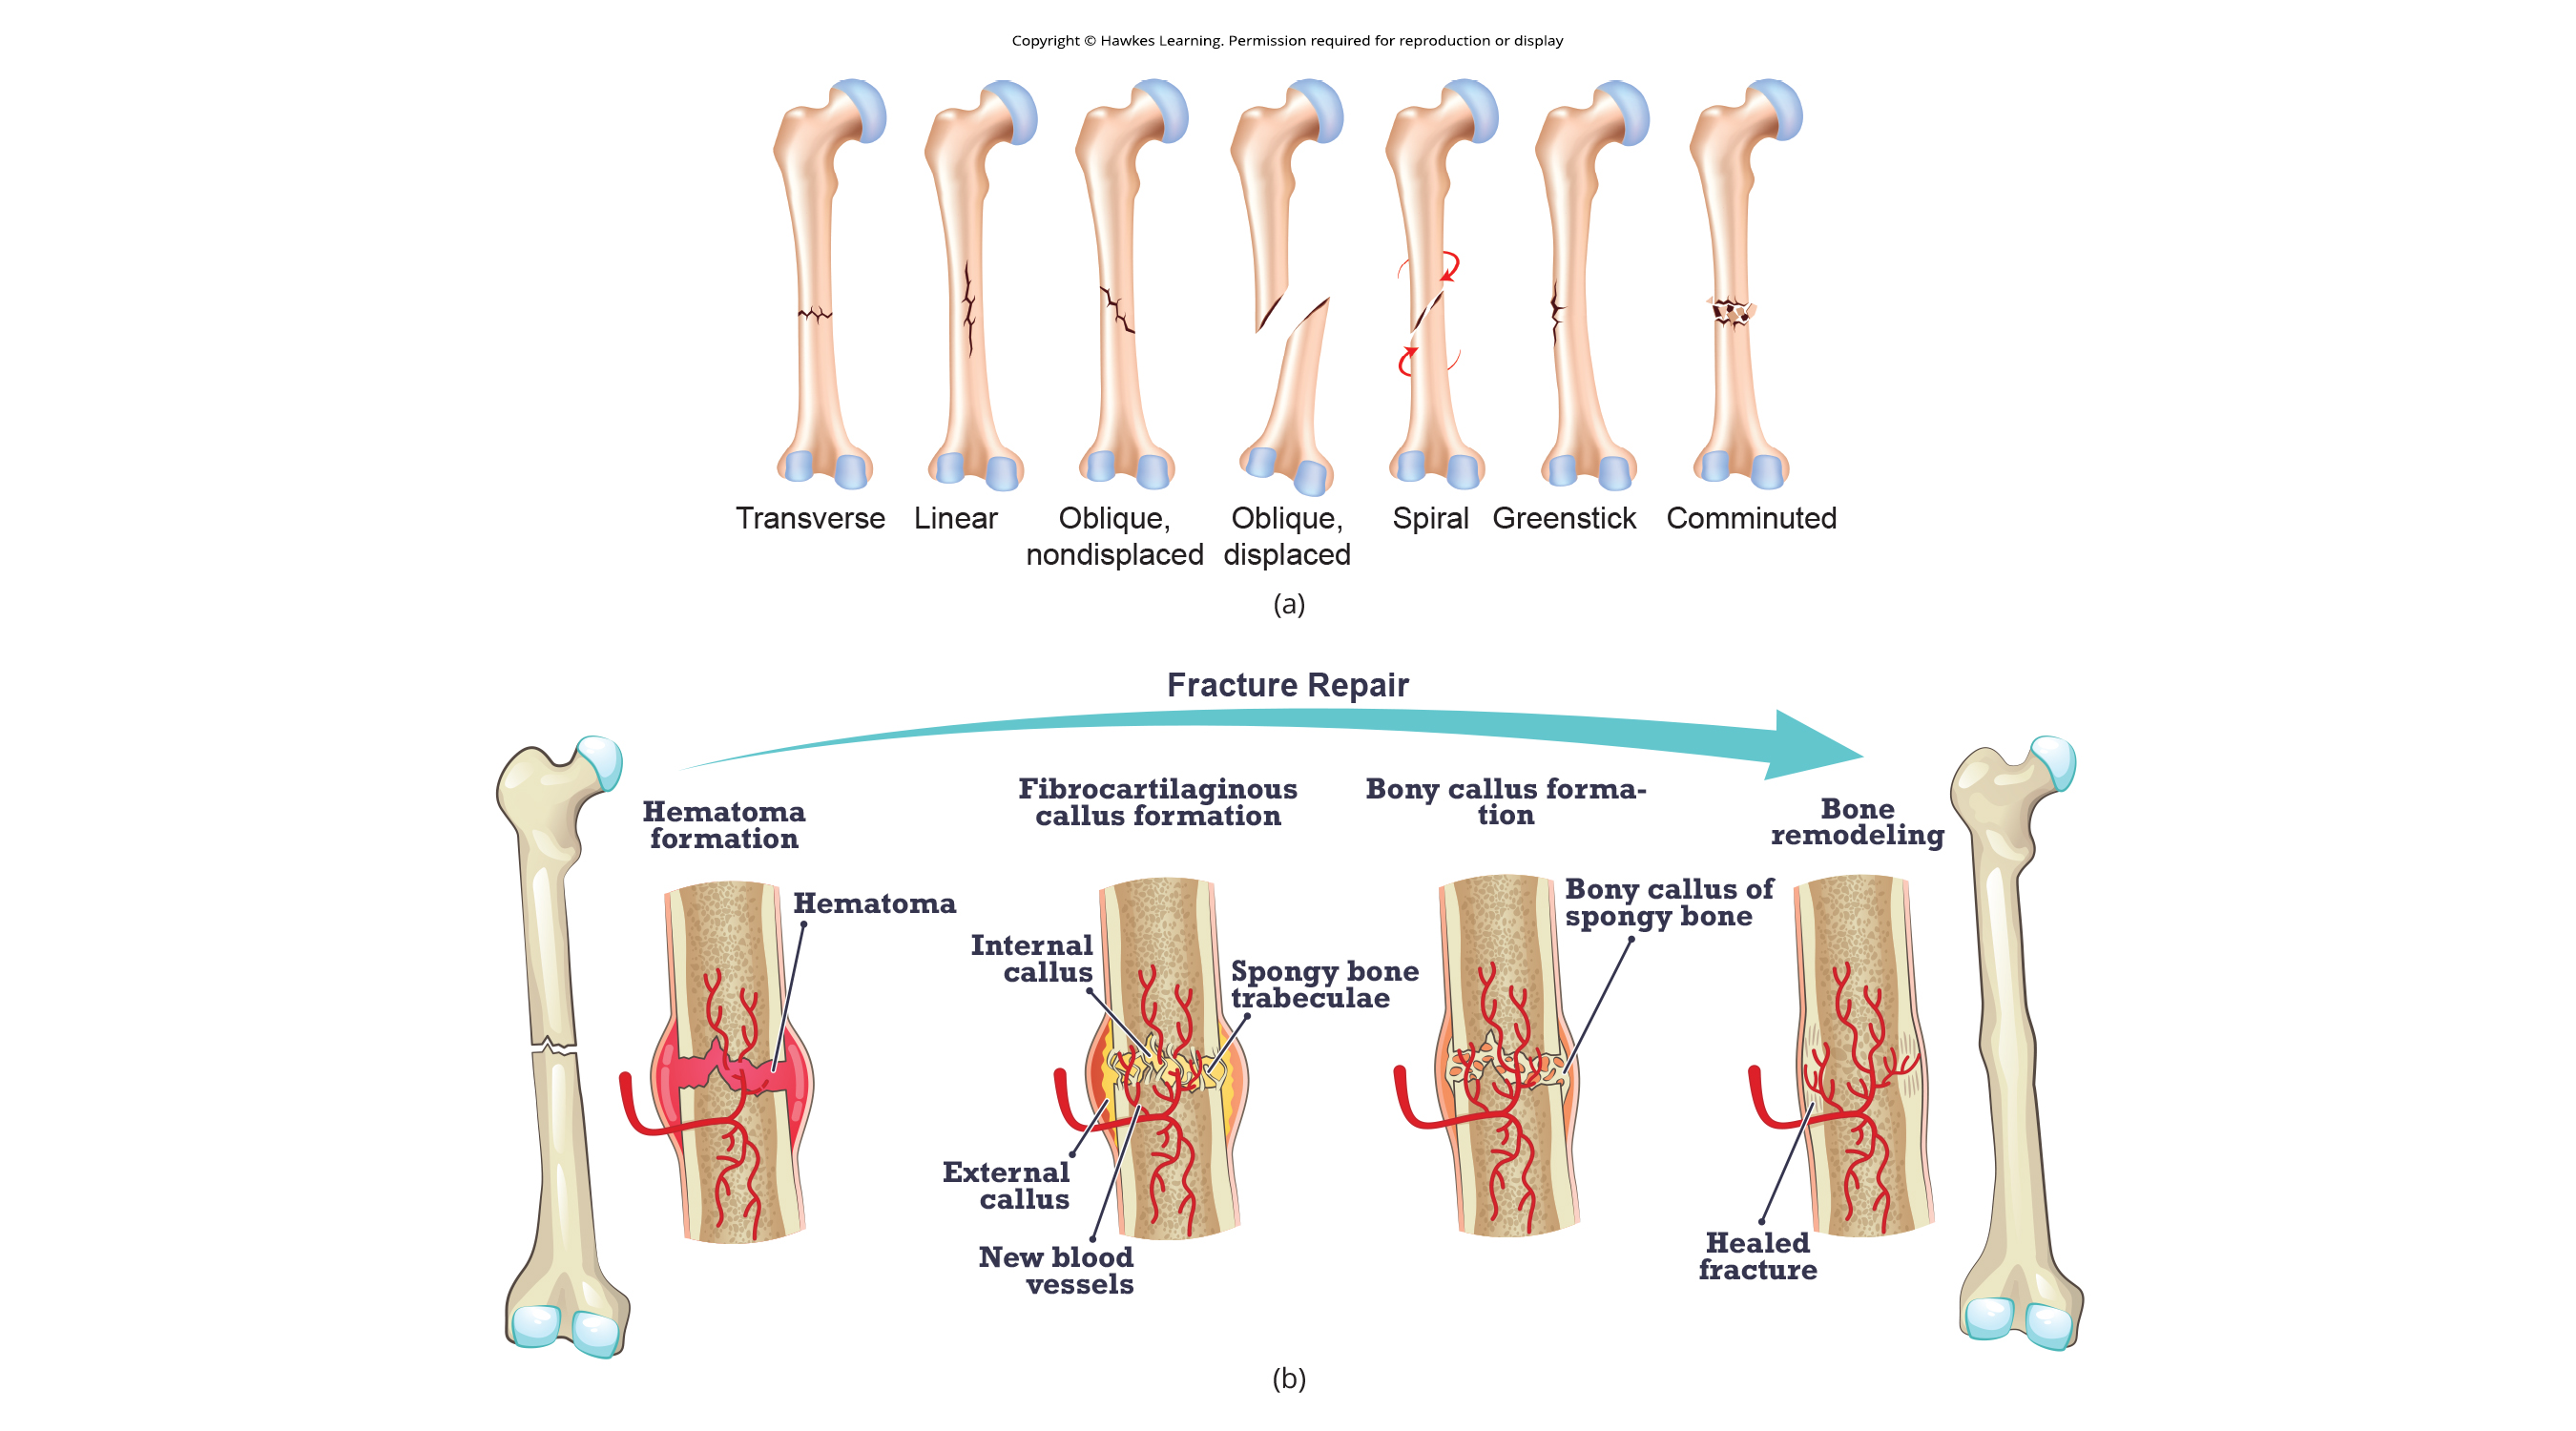 Copyright © Hawkes Learning. Permission required for reproduction or display
Transverse
Linear
Oblique,
nondisplaced
Oblique,
displaced
Spiral
Greenstick
Comminuted
(a)
Fracture Repair
Hematoma
formation
Fibrocartilaginous
callus formation
Bony callus forma-
tion
Bone
remodeling
Hematoma
Internal
callus
Spongy bone
trabeculae
External
callus
New blood
vessels
Bony callus of
spongy bone
Healed
fracture
(b)